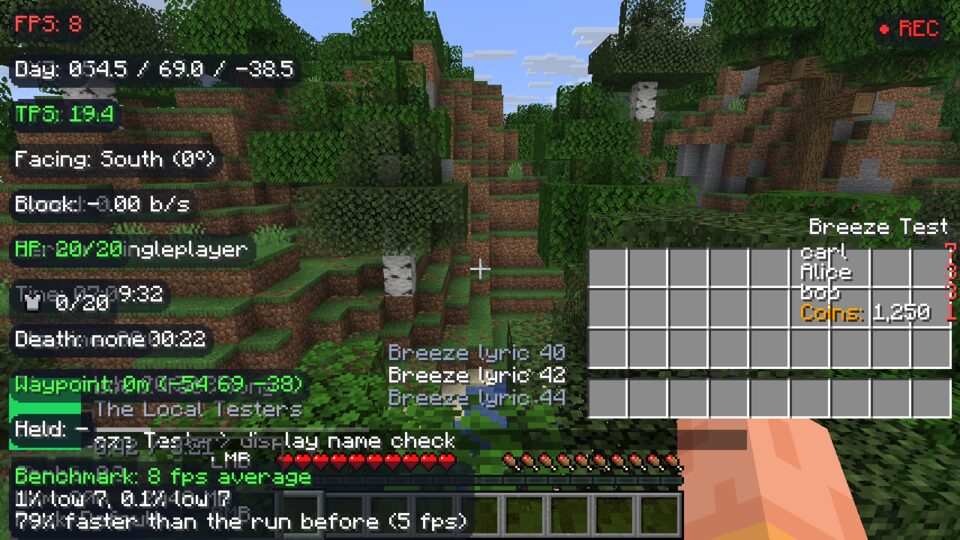 FPS: 8
REC
Day: 054.5 / 69.0 / -38.5
TPS: 19.4
Facing: South (0°)
Block: -0.00 b/s
HP: 20/20 ngleplayer
Breeze Test
carl 7
Alice 3
bob 3
Coins: 1,250 1
0/20 9:32
Death: none 00:22
Breeze lyric 40
Breeze lyric 42
Breeze lyric 44
Waypoint: 0m (-54 69 -38)
The Local Testers
Held: -
display name check
LMB
Benchmark: 8 fps average
1% low 7, 0.1% low 7
79% faster than the run before (5 fps)